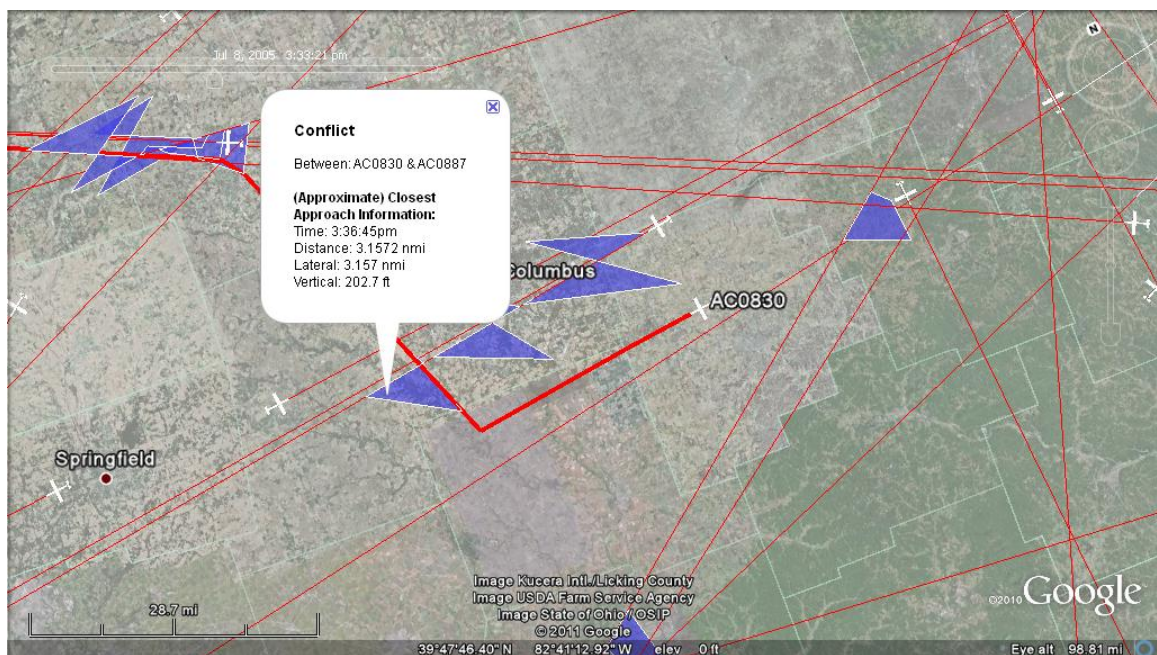 Jul 8, 2005 3:33:21 pm
N
Conflict
Between: AC0830 & AC0887
(Approximate) Closest
Approach Information:
Time: 3:36:45pm
Distance: 3.1572 nmi
Lateral: 3.157 nmi
Vertical: 202.7 ft
Columbus
AC0830
Springfield
28.7 mi
Image Kucera Intl./Licking County
Image USDA Farm Service Agency
Image State of Ohio / OSIP
© 2011 Google
©2010 Google
39°47'46.40" N 82°41'12.92" W elev 0 ft Eye alt 98.81 mi